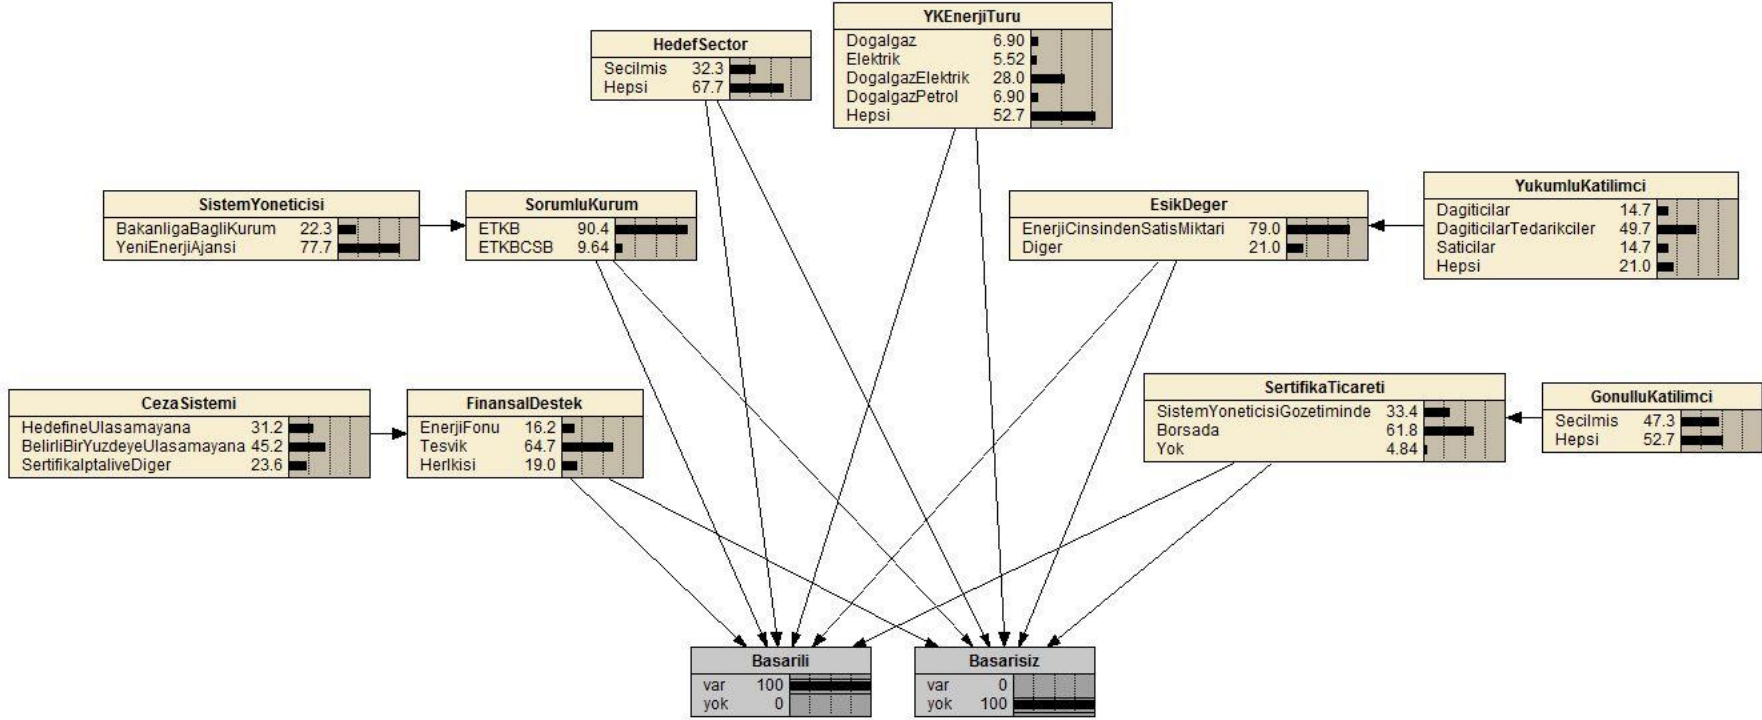 YKEnerjiTuru
Dogalgaz 6.90
Elektrik 5.52
DogalgazElektrik 28.0
DogalgazPetrol 6.90
Hepsi 52.7
HedefSector
Secilmis 32.3
Hepsi 67.7
SistemYoneticisi
BakanligaBagliKurum 22.3
YeniEnerjiAjansi 77.7
SorumluKurum
ETKB 90.4
ETKBCSB 9.64
EsikDeger
EnerjiCinsindenSatisMiktari 79.0
Diger 21.0
YukumluKatilimci
Dagiticilar 14.7
DagiticilarTedarikciler 49.7
Saticilar 14.7
Hepsi 21.0
CezaSistemi
HedefineUlasamayana 31.2
BelirliBirYuzdeyeUlasamayana 45.2
SertifikaIptaliveDiger 23.6
FinansalDestek
EnerjiFonu 16.2
Tesvik 64.7
HerIkisi 19.0
SertifikaTicareti
SistemYoneticisiGozetiminde 33.4
Borsada 61.8
Yok 4.84
GonulluKatilimci
Secilmis 47.3
Hepsi 52.7
Basarili
var 100
yok 0
Basarisiz
var 0
yok 100